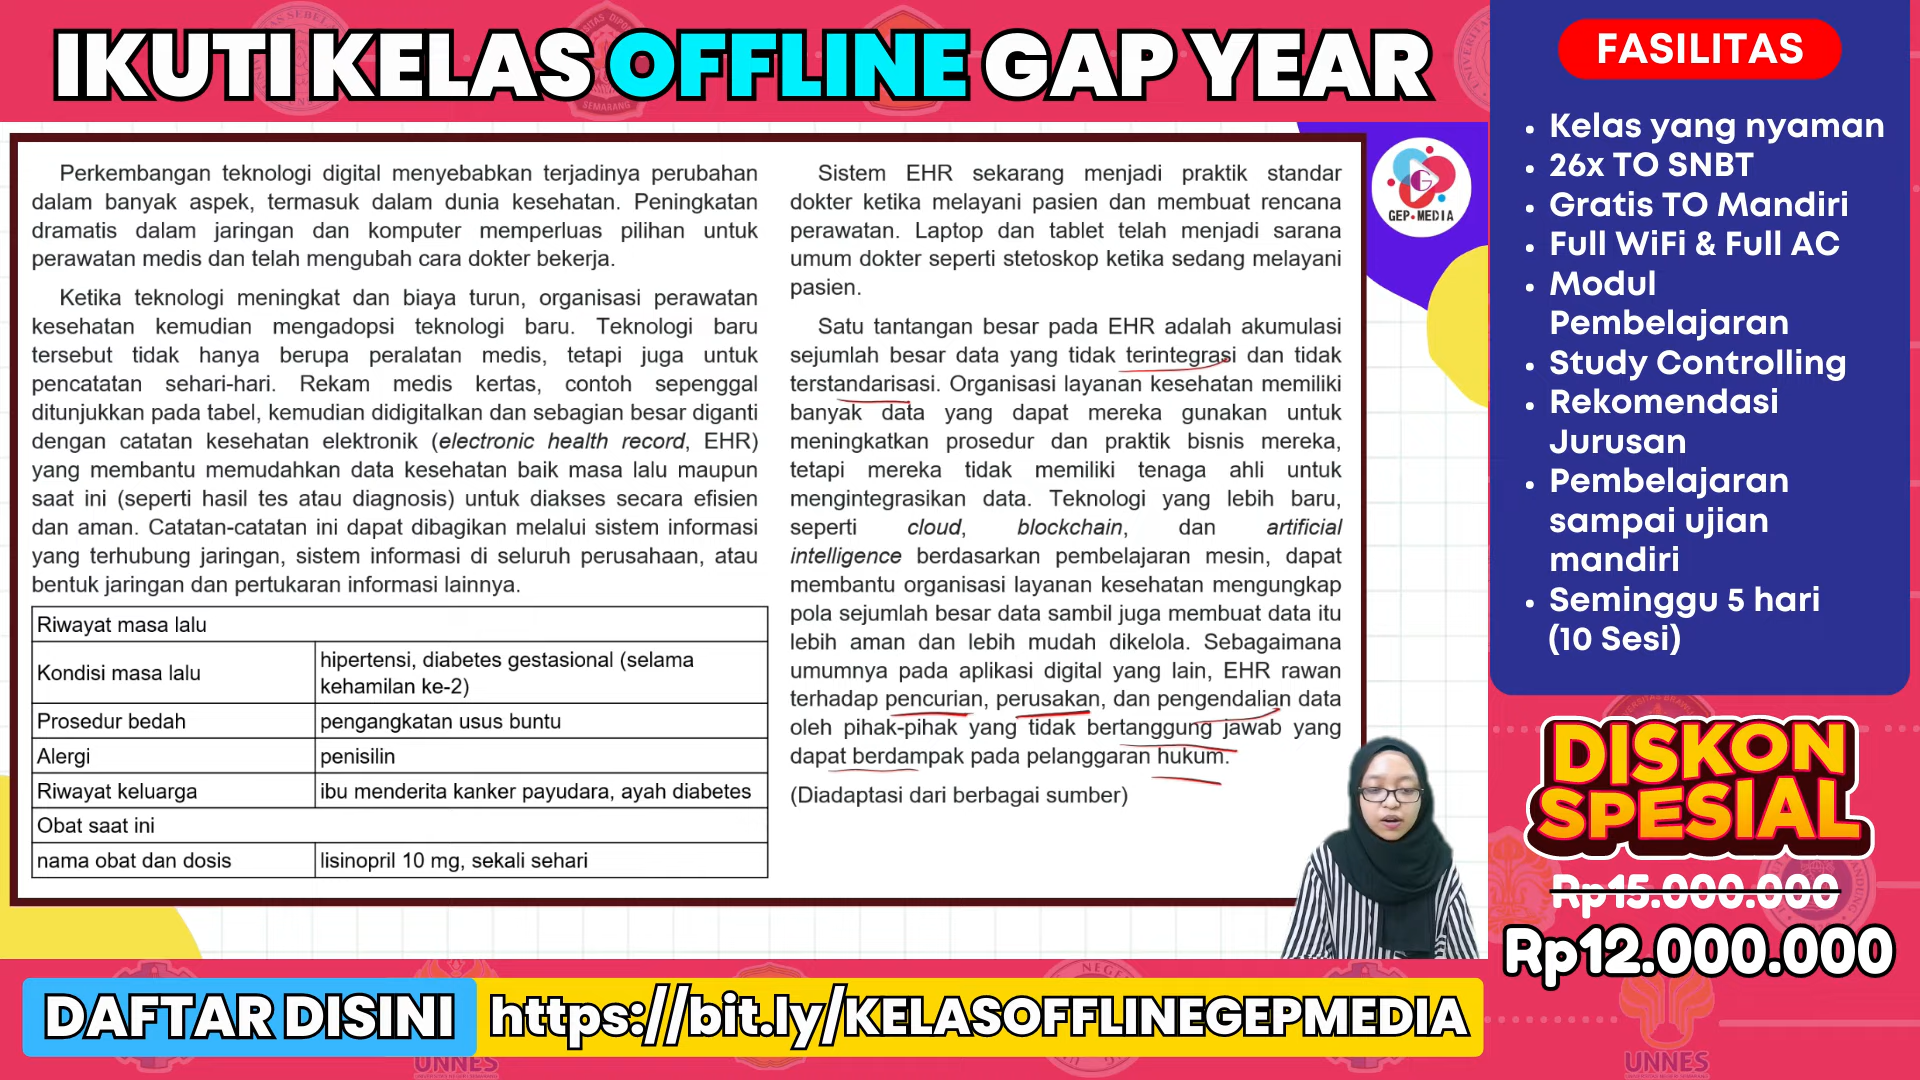 IKUTI KELAS OFFLINE GAP YEAR
Perkembangan teknologi digital menyebabkan terjadinya perubahan
dalam banyak aspek, termasuk dalam dunia kesehatan. Peningkatan
dramatis dalam jaringan dan komputer memperluas pilihan untuk
perawatan medis dan telah mengubah cara dokter bekerja.
Ketika teknologi meningkat dan biaya turun, organisasi perawatan
kesehatan kemudian mengadopsi teknologi baru. Teknologi baru
tersebut tidak hanya berupa peralatan medis, tetapi juga untuk
pencatatan sehari-hari. Rekam medis kertas, contoh sepenggal
ditunjukkan pada tabel, kemudian didigitalkan dan sebagian besar diganti
dengan catatan kesehatan elektronik (electronic health record, EHR)
yang membantu memudahkan data kesehatan baik masa lalu maupun
saat ini (seperti hasil tes atau diagnosis) untuk diakses secara efisien
dan aman. Catatan-catatan ini dapat dibagikan melalui sistem informasi
yang terhubung jaringan, sistem informasi di seluruh perusahaan, atau
bentuk jaringan dan pertukaran informasi lainnya.
Riwayat masa lalu
Kondisi masa lalu
hipertensi, diabetes gestasional (selama
kehamilan ke-2)
Prosedur bedah
pengangkatan usus buntu
Alergi
penisilin
Riwayat keluarga
ibu menderita kanker payudara, ayah diabetes
Obat saat ini
nama obat dan dosis
lisinopril 10 mg, sekali sehari
Sistem EHR sekarang menjadi praktik standar
dokter ketika melayani pasien dan membuat rencana
perawatan. Laptop dan tablet telah menjadi sarana
umum dokter seperti stetoskop ketika sedang melayani
pasien.
Satu tantangan besar pada EHR adalah akumulasi
sejumlah besar data yang tidak terintegrasi dan tidak
terstandarisasi. Organisasi layanan kesehatan memiliki
banyak data yang dapat mereka gunakan untuk
meningkatkan prosedur dan praktik bisnis mereka,
tetapi mereka tidak memiliki tenaga ahli untuk
mengintegrasikan data. Teknologi yang lebih baru,
seperti cloud, blockchain, dan artificial
intelligence berdasarkan pembelajaran mesin, dapat
membantu organisasi layanan kesehatan mengungkap
pola sejumlah besar data sambil juga membuat data itu
lebih aman dan lebih mudah dikelola. Sebagaimana
umumnya pada aplikasi digital yang lain, EHR rawan
terhadap pencurian, perusakan, dan pengendalian data
oleh pihak-pihak yang tidak bertanggung jawab yang
dapat berdampak pada pelanggaran hukum.
(Diadaptasi dari berbagai sumber)
GEP MEDIA
FASILITAS
• Kelas yang nyaman
• 26x TO SNBT
• Gratis TO Mandiri
• Full WiFi & Full AC
• Modul
Pembelajaran
• Study Controlling
• Rekomendasi
Jurusan
• Pembelajaran
sampai ujian
mandiri
• Seminggu 5 hari
(10 Sesi)
DISKON
SPESIAL
Rp15.000.000
Rp12.000.000
DAFTAR DISINI
https://bit.ly/KELASOFFLINEGEPMEDIA
UNNES
UNNES